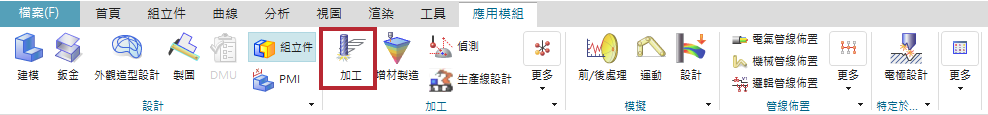 檔案(F) 首頁 組立件 曲線 分析 視圖 渲染 工具 應用模組
建模 鈑金 外觀造型設計 製圖 DMU 組立件 PMI
設計
加工 增材製造 偵測 生產線設計 更多
加工
前/後處理 運動 設計 更多
模擬
電氣管線佈置
機械管線佈置
邏輯管線佈置
更多
管線佈置
電極設計
特定於...
更多